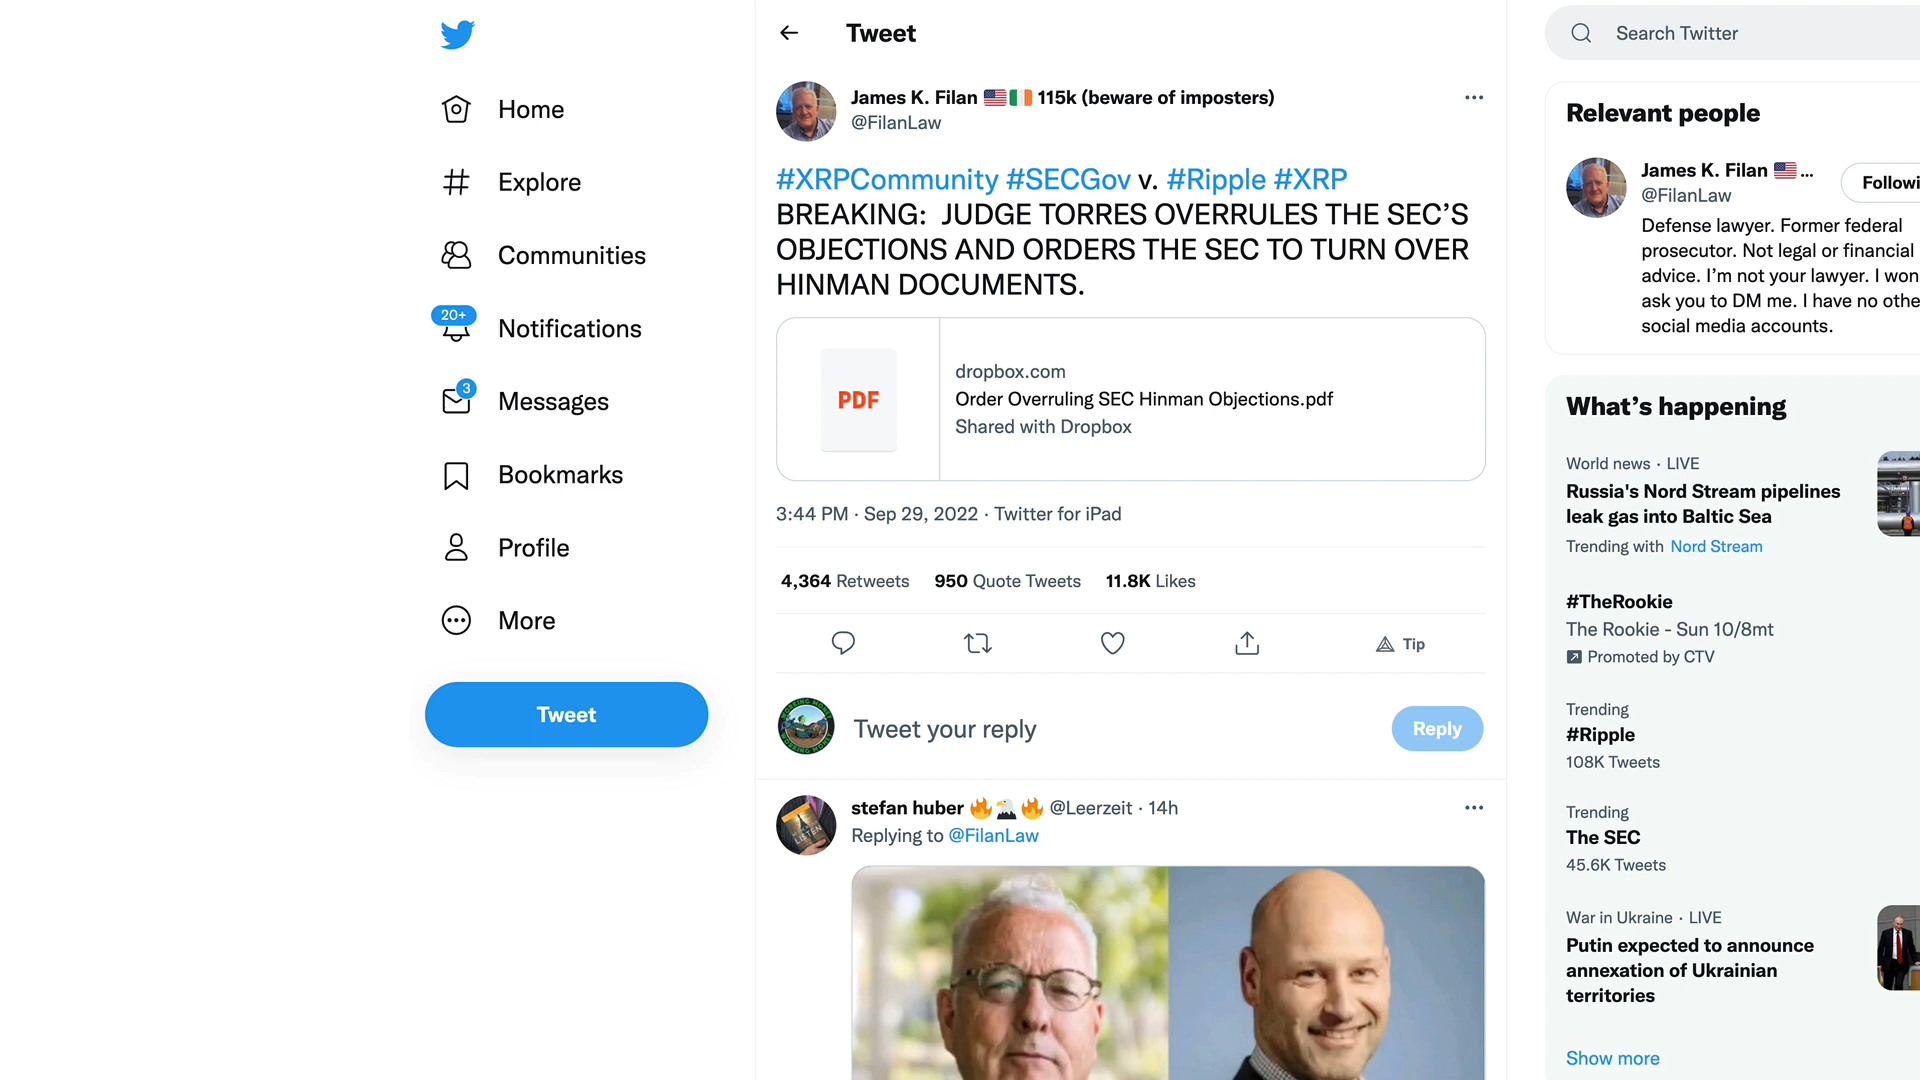 Home
Explore
Communities
20+
Notifications
3
Messages
Bookmarks
Profile
More
Tweet
Tweet
James K. Filan 🇺🇸🇮🇪 115k (beware of imposters)
@FilanLaw
#XRPCommunity #SECGov v. #Ripple #XRP
BREAKING: JUDGE TORRES OVERRULES THE SEC’S
OBJECTIONS AND ORDERS THE SEC TO TURN OVER
HINMAN DOCUMENTS.
PDF
dropbox.com
Order Overruling SEC Hinman Objections.pdf
Shared with Dropbox
3:44 PM · Sep 29, 2022 · Twitter for iPad
4,364 Retweets 950 Quote Tweets 11.8K Likes
Tip
Tweet your reply
Reply
stefan huber 🔥🦅🔥 @Leerzeit · 14h
Replying to @FilanLaw
LISTEN
Search Twitter
Relevant people
James K. Filan 🇺🇸 ...
@FilanLaw
Followi
Defense lawyer. Former federal
prosecutor. Not legal or financial
advice. I’m not your lawyer. I won
ask you to DM me. I have no othe
social media accounts.
What’s happening
World news · LIVE
Russia's Nord Stream pipelines
leak gas into Baltic Sea
Trending with Nord Stream
#TheRookie
The Rookie - Sun 10/8mt
Promoted by CTV
Trending
#Ripple
108K Tweets
Trending
The SEC
45.6K Tweets
War in Ukraine · LIVE
Putin expected to announce
annexation of Ukrainian
territories
Show more